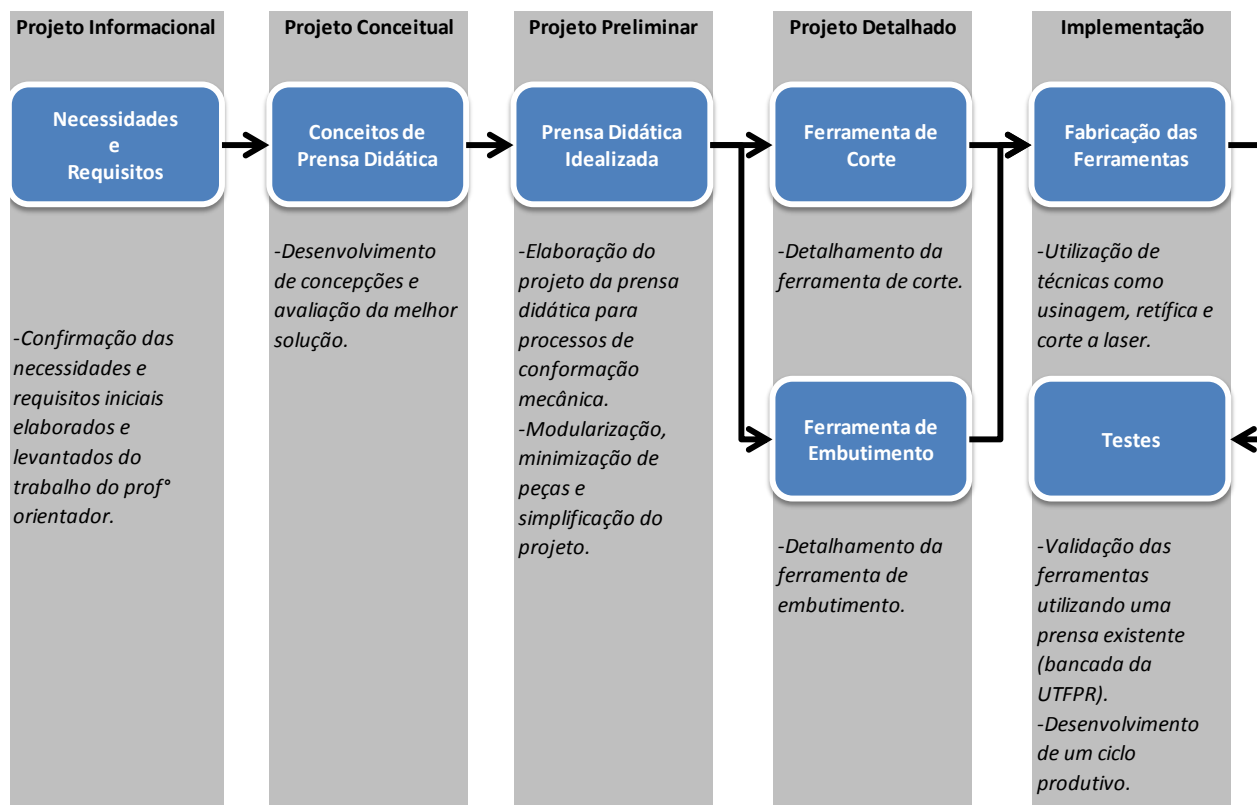 Projeto Informacional
Necessidades
e
Requisitos
-Confirmação das
necessidades e
requisitos iniciais
elaborados e
levantados do
trabalho do prof°
orientador.
Projeto Conceitual
Conceitos de
Prensa Didática
-Desenvolvimento
de concepções e
avaliação da melhor
solução.
Projeto Preliminar
Prensa Didática
Idealizada
-Elaboração do
projeto da prensa
didática para
processos de
conformação
mecânica.
-Modularização,
minimização de
peças e
simplificação do
projeto.
Projeto Detalhado
Ferramenta de
Corte
-Detalhamento da
ferramenta de corte.
Ferramenta de
Embutimento
-Detalhamento da
ferramenta de
embutimento.
Implementação
Fabricação das
Ferramentas
-Utilização de
técnicas como
usinagem, retífica e
corte a laser.
Testes
-Validação das
ferramentas
utilizando uma
prensa existente
(bancada da
UTFPR).
-Desenvolvimento
de um ciclo
produtivo.